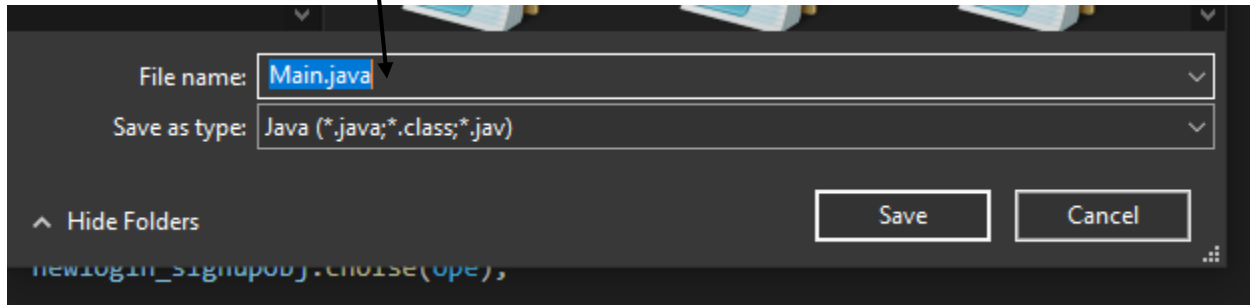 File name: Main.java
Save as type: Java (*.java;*.class;*.jav)
Hide Folders Save Cancel
newlogin_signupobj.choise(ope);